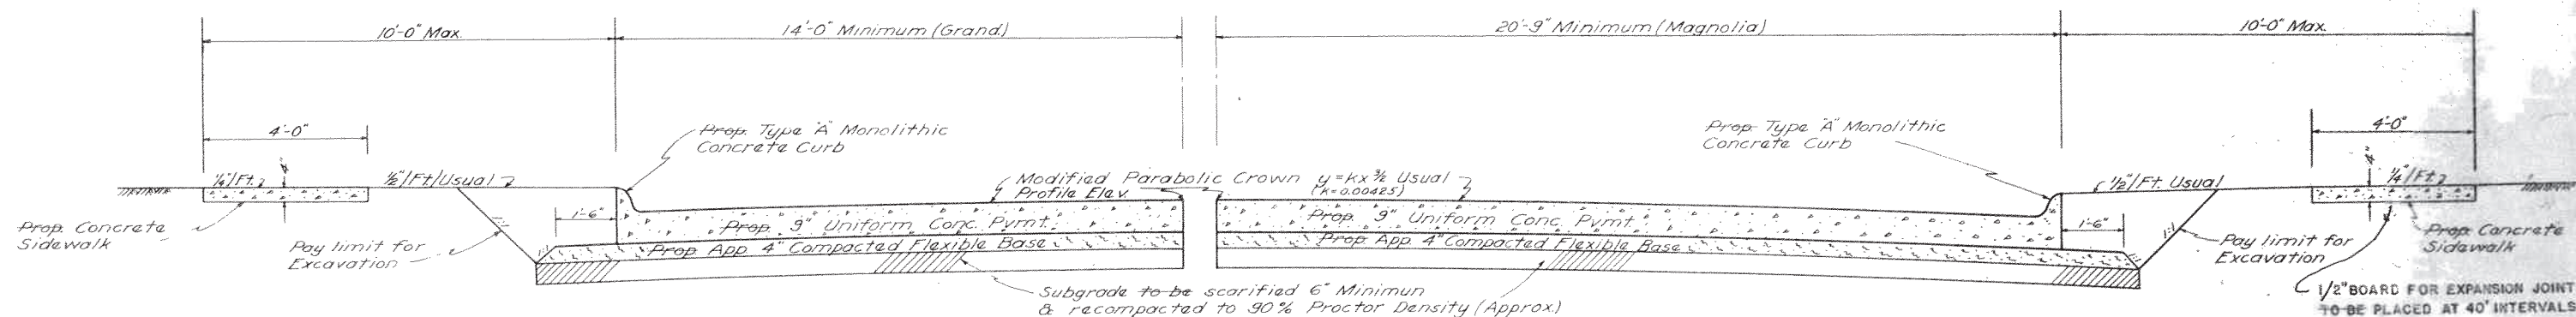 10'-0" Max.
14'-0" Minimum (Grand.)
20'-9" Minimum (Magnolia)
10'-0" Max.
4'-0"
Prop. Type "A" Monolithic
Concrete Curb
Prop. Type "A" Monolithic
Concrete Curb
4'-0"
1/4"/Ft.
4"
1/2"/Ft./Usual
Modified Parabolic Crown y=kx 3/2 Usual
(k=0.00425)
Profile Elev.
1/2"/Ft. Usual
4"
1/4"/Ft.
1'-6"
Prop. 9" Uniform Conc. Pvmt.
Prop. 9" Uniform Conc. Pvmt.
1'-6"
Prop. Concrete
Sidewalk
Pay limit for
Excavation
Prop. App. 4" Compacted Flexible Base
Prop. App. 4" Compacted Flexible Base
Pay limit for
Excavation
Prop. Concrete
Sidewalk
Subgrade to be scarified 6" Minimun
& recompacted to 90% Proctor Density (Approx.)
1/2" BOARD FOR EXPANSION JOINT
TO BE PLACED AT 40' INTERVALS